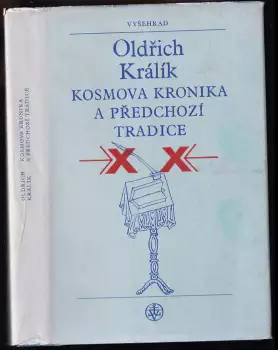 VYŠEHRAD
Oldřich
Králík
KOSMOVA KRONIKA
A PŘEDCHOZÍ
TRADICE
OLDŘICH
KRÁLÍK
KOSMOVA KRONIKA
A PŘEDCHOZÍ TRADICE